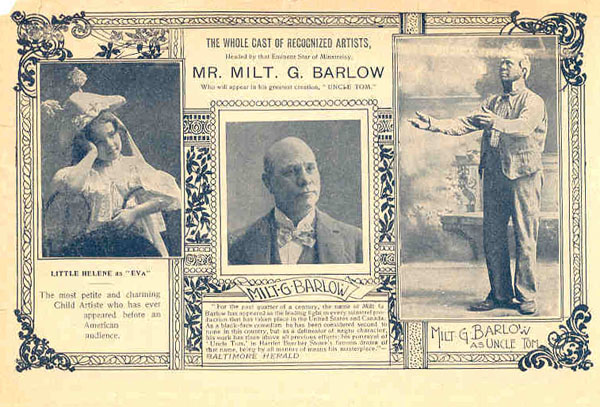 THE WHOLE CAST OF RECOGNIZED ARTISTS,
Headed by that Eminent Star of Minstrelsy,
MR. MILT. G. BARLOW
Who will appear in his greatest creation, "UNCLE TOM."
LITTLE HELENE as "EVA"
The most petite and charming
Child Artiste who has ever
appeared before an
American
audience.
MILT·G·BARLOW
"For the past quarter of a century, the name of Milt G.
Barlow has appeared as the leading light in every minstrel pro-
duction that has taken place in the United States and Canada.
As a black-face comedian he has been considered second to
none in this country, but as a delineator of negro character,
his work has risen above all previous efforts; his portrayal of
'Uncle Tom,' in Harriet Beecher Stowe's famous drama of
that name, being by all manner of means his masterpiece."—
BALTIMORE HERALD
MILT G. BARLOW
AS UNCLE TOM